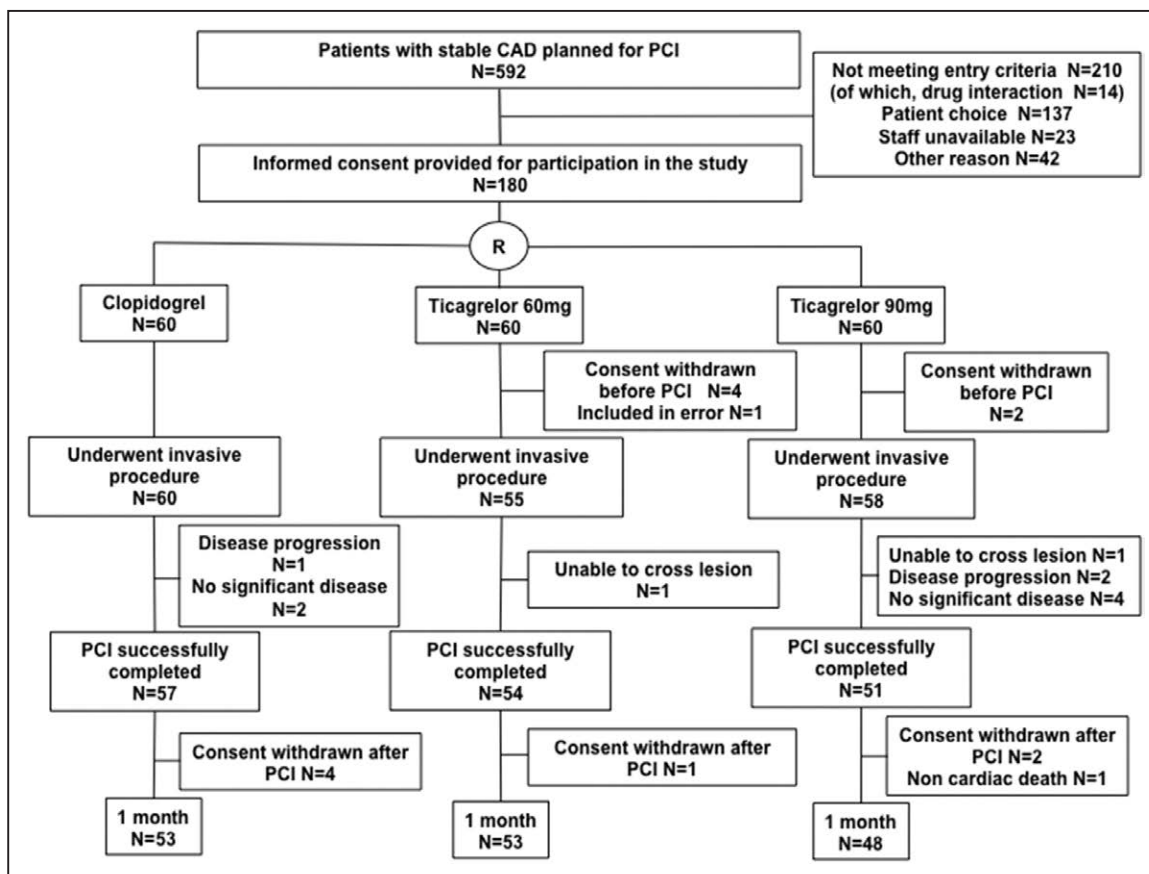 Patients with stable CAD planned for PCI
N=592
Not meeting entry criteria N=210
(of which, drug interaction N=14)
Patient choice N=137
Staff unavailable N=23
Other reason N=42
Informed consent provided for participation in the study
N=180
R
Clopidogrel
N=60
Ticagrelor 60mg
N=60
Ticagrelor 90mg
N=60
Consent withdrawn
before PCI N=4
Included in error N=1
Consent withdrawn
before PCI
N=2
Underwent invasive
procedure
N=60
Underwent invasive
procedure
N=55
Underwent invasive
procedure
N=58
Disease progression
N=1
No significant disease
N=2
Unable to cross lesion
N=1
Unable to cross lesion N=1
Disease progression N=2
No significant disease N=4
PCI successfully
completed
N=57
PCI successfully
completed
N=54
PCI successfully
completed
N=51
Consent withdrawn after
PCI N=4
Consent withdrawn after
PCI N=1
Consent withdrawn after
PCI N=2
Non cardiac death N=1
1 month
N=53
1 month
N=53
1 month
N=48